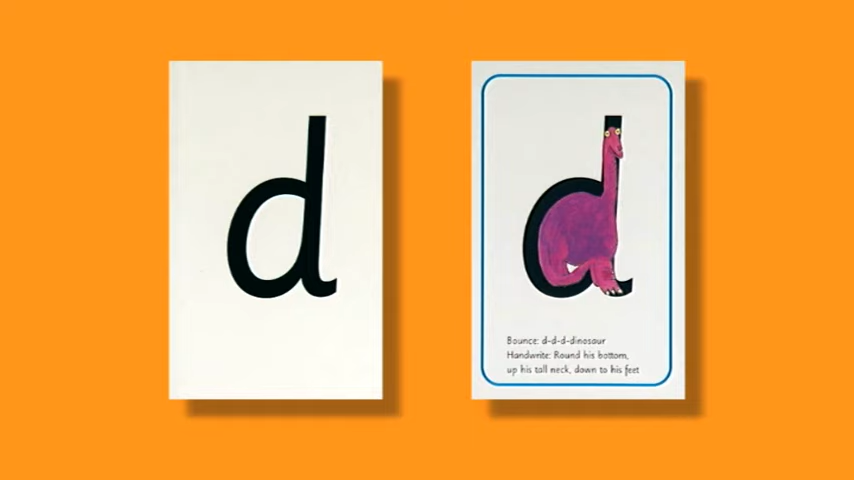 d
d
Bounce: d-d-d-dinosaur
Handwrite: Round his bottom,
up his tall neck, down to his feet